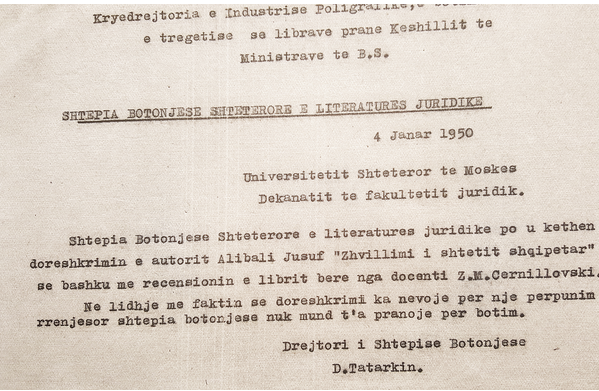 Kryedrejtoria e Industrise Poligrafike,e
e tregetise se librave prane Keshillit te
Ministrave te B.S.
SHTEPIA BOTONJESE SHTETERORE E LITERATURES JURIDIKE
4 Janar 1950
Universitetit Shteteror te Moskes
Dekanatit te fakultetit juridik.
Shtepia Botonjese Shteterore e literatures juridike po u kethen
doreshkrimin e autorit Alibali Jusuf "Zhvillimi i shtetit shqipetar"
se bashku me recensionin e librit bere nga docenti Z.M.Cernillovski.
Ne lidhje me faktin se doreshkrimi ka nevoje per nje perpunim
rrenjesor shtepia botonjese nuk mund t'a pranoje per botim.
Drejtori i Shtepise Botonjese
D.Tatarkin.